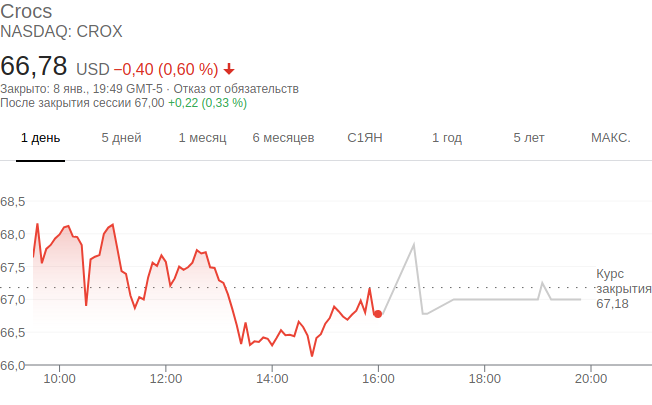 Crocs
NASDAQ: CROX
66,78 USD −0,40 (0,60 %)
Закрыто: 8 янв., 19:49 GMT-5 · Отказ от обязательств
После закрытия сессии 67,00 +0,22 (0,33 %)
1 день 5 дней 1 месяц 6 месяцев С1ЯН 1 год 5 лет МАКС.
68,5
68,0
67,5
Курс
закрытия
67,18
67,0
66,5
66,0
10:00 12:00 14:00 16:00 18:00 20:00